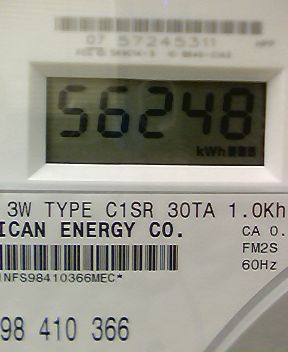 07 57245311
56248
kWh
3W TYPE C1SR 30TA 1.0Kh
ICAN ENERGY CO. CA 0.
FM2S
60Hz
1NFS98410366MEC*
98 410 366